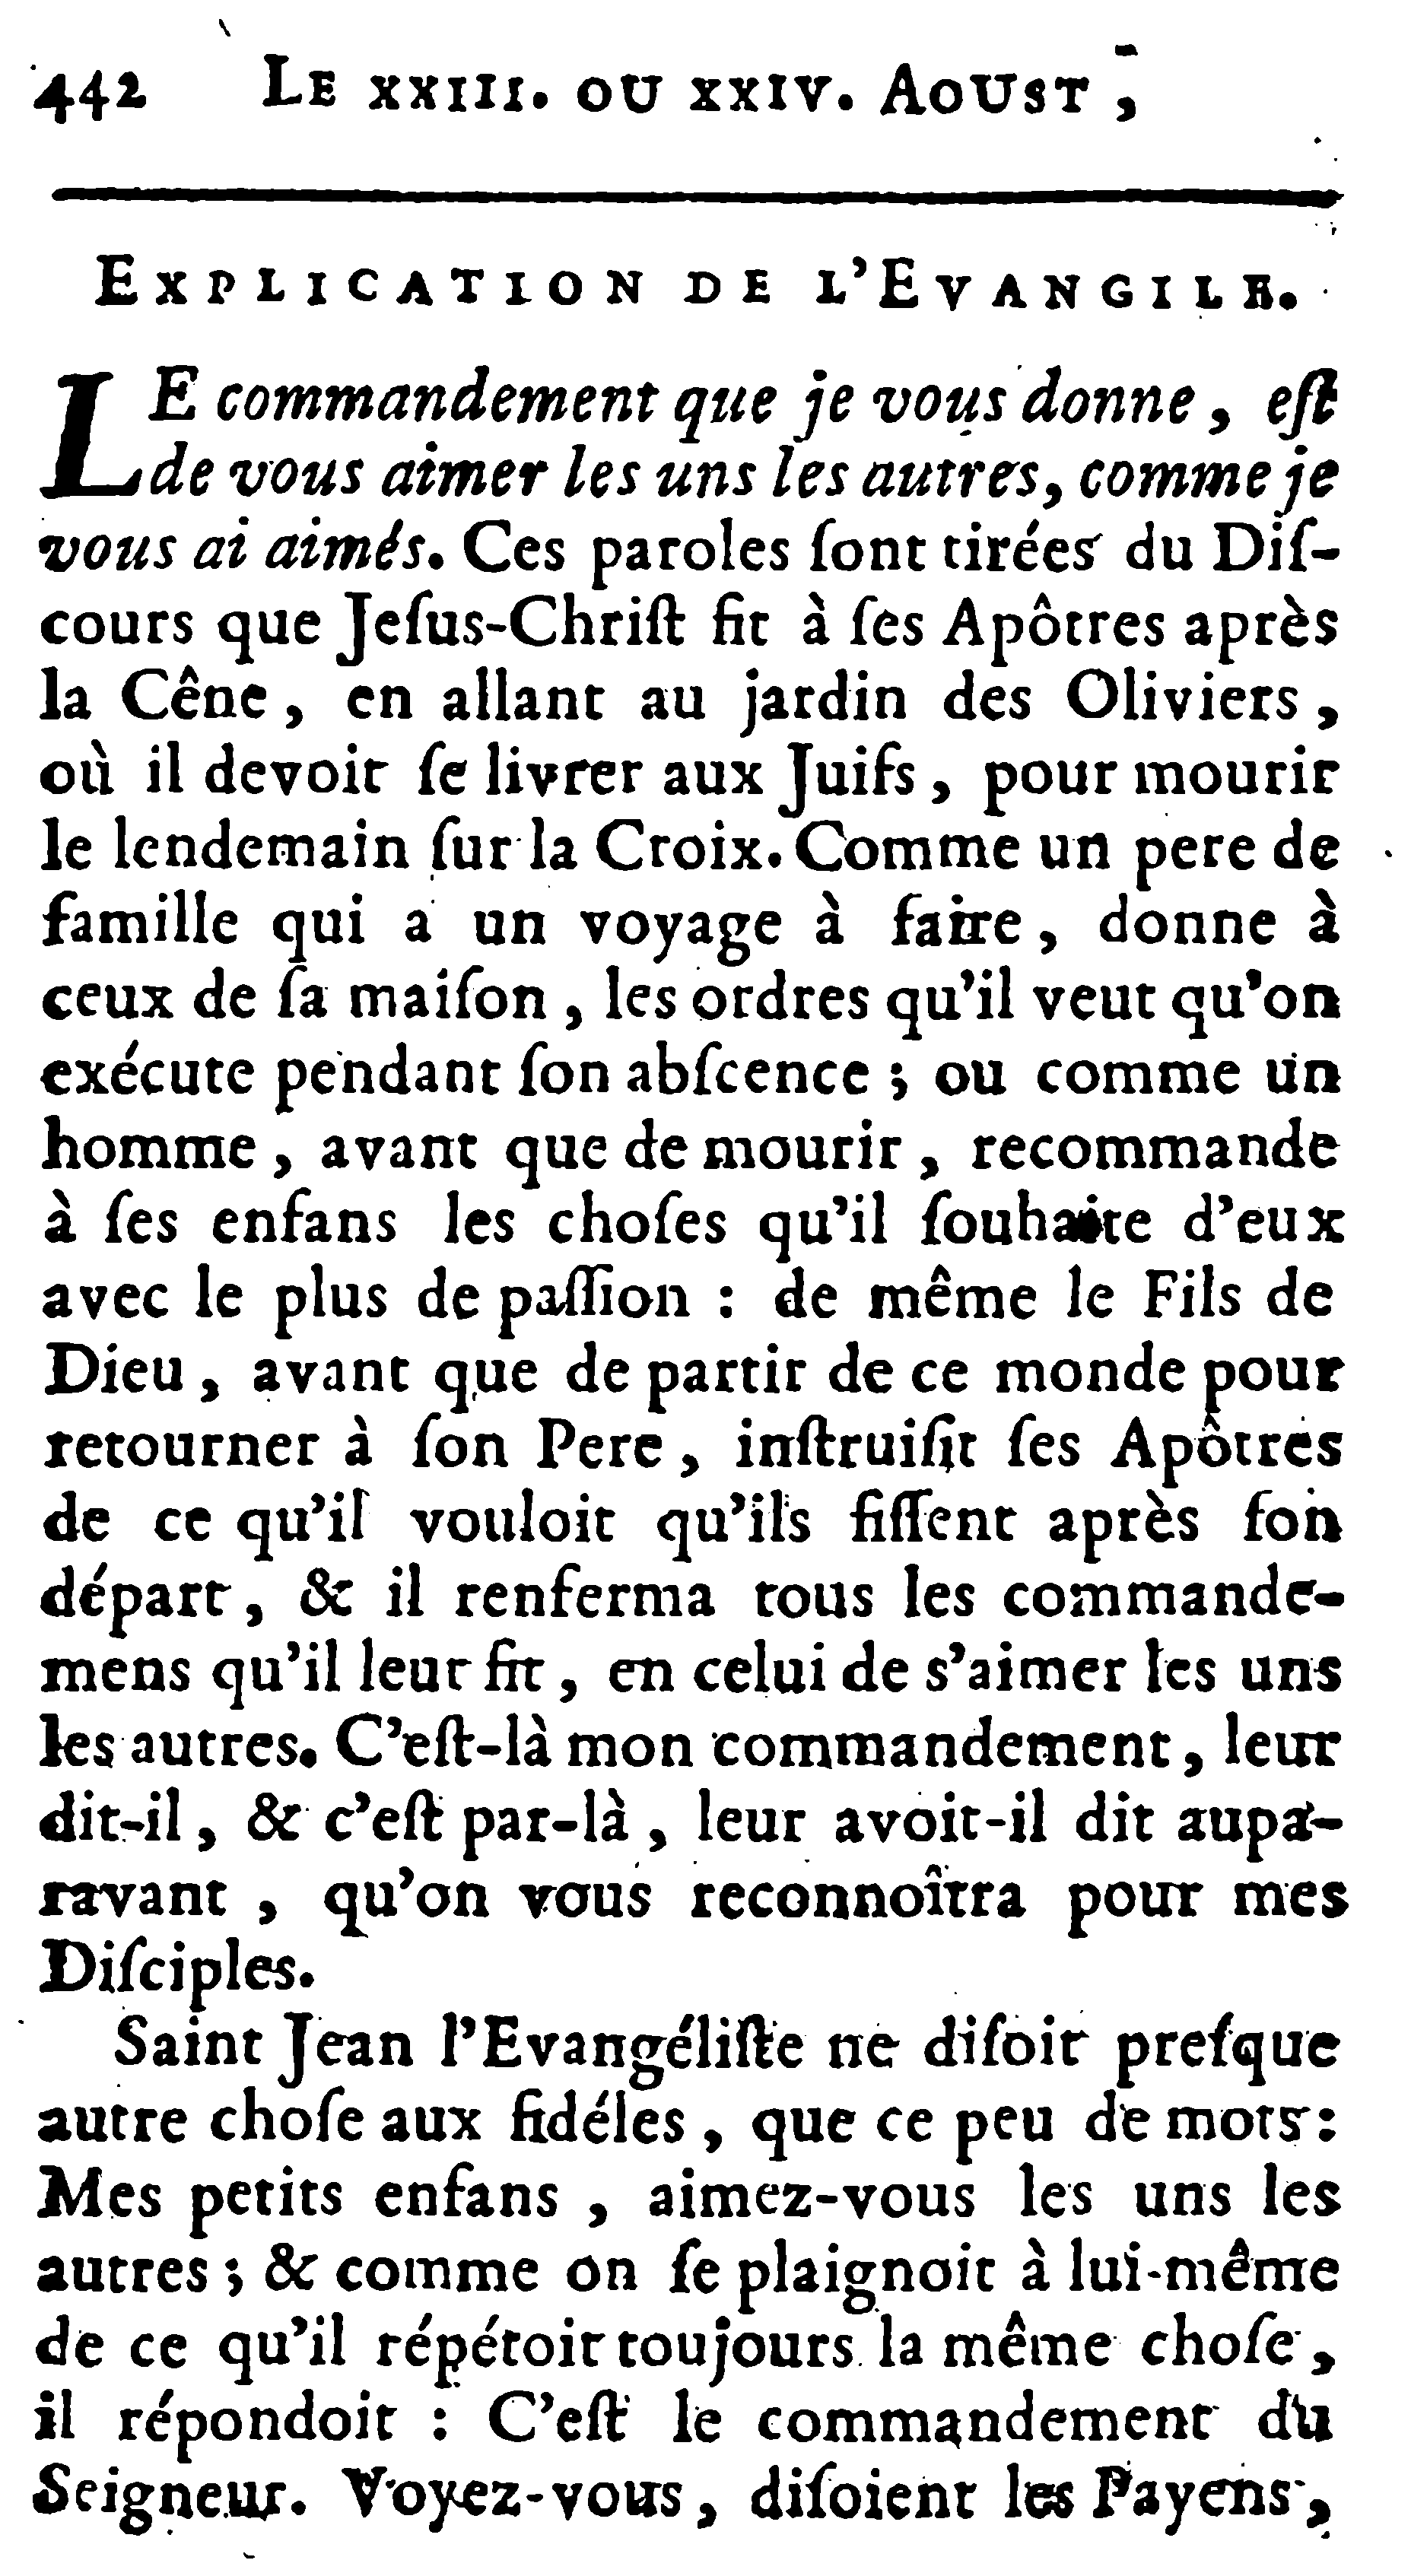 442 LE XXIII. OU XXIV. AOUST,
EXPLICATION DE L'EVANGILE.
LE commandement que je vous donne, eſt
de vous aimer les uns les autres, comme je
vous ai aimés. Ces paroles ſont tirées du Diſ-
cours que Jeſus-Chriſt fit à ſes Apôtres après
la Cêne, en allant au jardin des Oliviers,
où il devoit ſe livrer aux Juifs, pour mourir
le lendemain ſur la Croix. Comme un pere de
famille qui a un voyage à faire, donne à
ceux de ſa maiſon, les ordres qu'il veut qu'on
exécute pendant ſon abſcence; ou comme un
homme, avant que de mourir, recommande
à ſes enfans les choſes qu'il ſouhaite d'eux
avec le plus de paſſion : de même le Fils de
Dieu, avant que de partir de ce monde pour
retourner à ſon Pere, inſtruiſit ſes Apôtres
de ce qu'il vouloit qu'ils fiſſent après ſon
départ, & il renferma tous les commande-
mens qu'il leur fit, en celui de s'aimer les uns
les autres. C'eſt-là mon commandement, leur
dit-il, & c'eſt par-là, leur avoit-il dit aupa-
ravant, qu'on vous reconnoîtra pour mes
Diſciples.
Saint Jean l'Evangéliſte ne diſoit preſque
autre choſe aux fidéles, que ce peu de mots:
Mes petits enfans, aimez-vous les uns les
autres; & comme on ſe plaignoit à lui-même
de ce qu'il répétoit toujours la même choſe,
il répondoit : C'eſt le commandement du
Seigneur. Voyez-vous, diſoient les Payens,